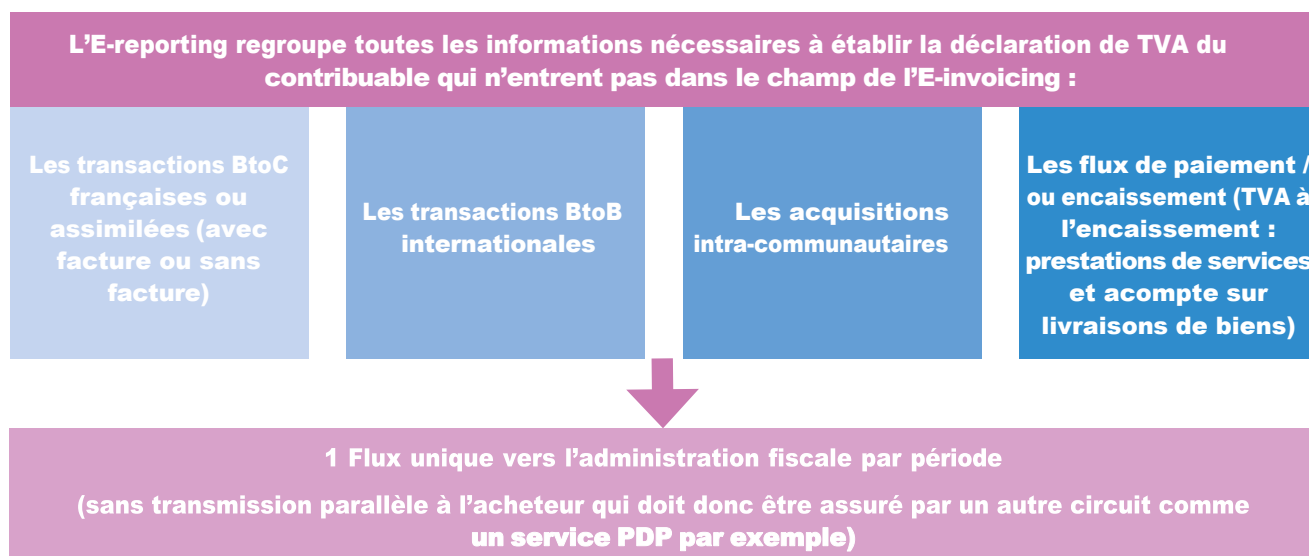 L’E-reporting regroupe toutes les informations nécessaires à établir la déclaration de TVA du
contribuable qui n’entrent pas dans le champ de l’E-invoicing :
Les transactions BtoC
françaises ou
assimilées (avec
facture ou sans
facture)
Les transactions BtoB
internationales
Les acquisitions
intra-communautaires
Les flux de paiement /
ou encaissement (TVA à
l’encaissement :
prestations de services
et acompte sur
livraisons de biens)
1 Flux unique vers l’administration fiscale par période
(sans transmission parallèle à l’acheteur qui doit donc être assuré par un autre circuit comme
un service PDP par exemple)